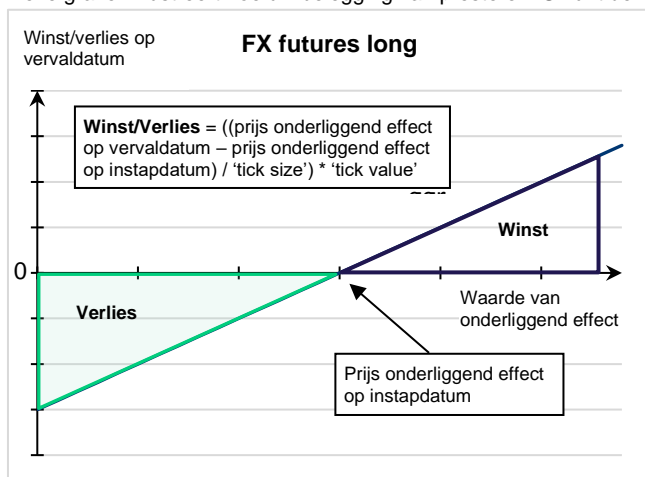 Winst/verlies op
vervaldatum
FX futures long
Winst/Verlies = ((prijs onderliggend effect
op vervaldatum – prijs onderliggend effect
op instapdatum) / 'tick size') * 'tick value'
Winst
0
Verlies
Waarde van
onderliggend effect
Prijs onderliggend effect
op instapdatum